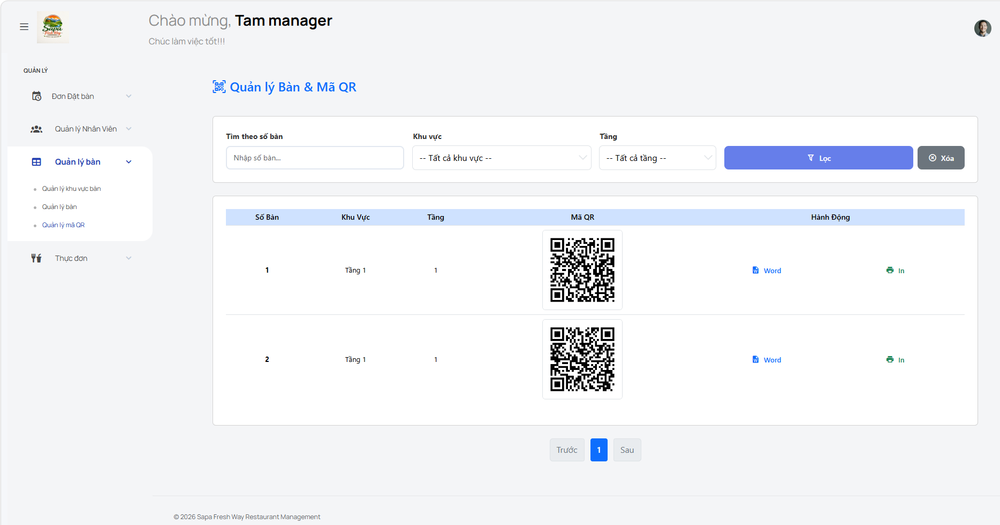 Sapa
Fresh Way
Chào mừng, Tam manager
Chúc làm việc tốt!!!
QUẢN LÝ
Đơn Đặt bàn
Quản lý Nhân Viên
Quản lý bàn
Quản lý khu vực bàn
Quản lý bàn
Quản lý mã QR
Thực đơn
Quản lý Bàn & Mã QR
Tìm theo số bàn
Khu vực
Tầng
Nhập số bàn...
-- Tất cả khu vực --
-- Tất cả tầng --
Lọc
Xóa
Số Bàn Khu Vực Tầng Mã QR Hành Động
1 Tầng 1 1 Word In
2 Tầng 1 1 Word In
Trước 1 Sau
© 2026 Sapa Fresh Way Restaurant Management